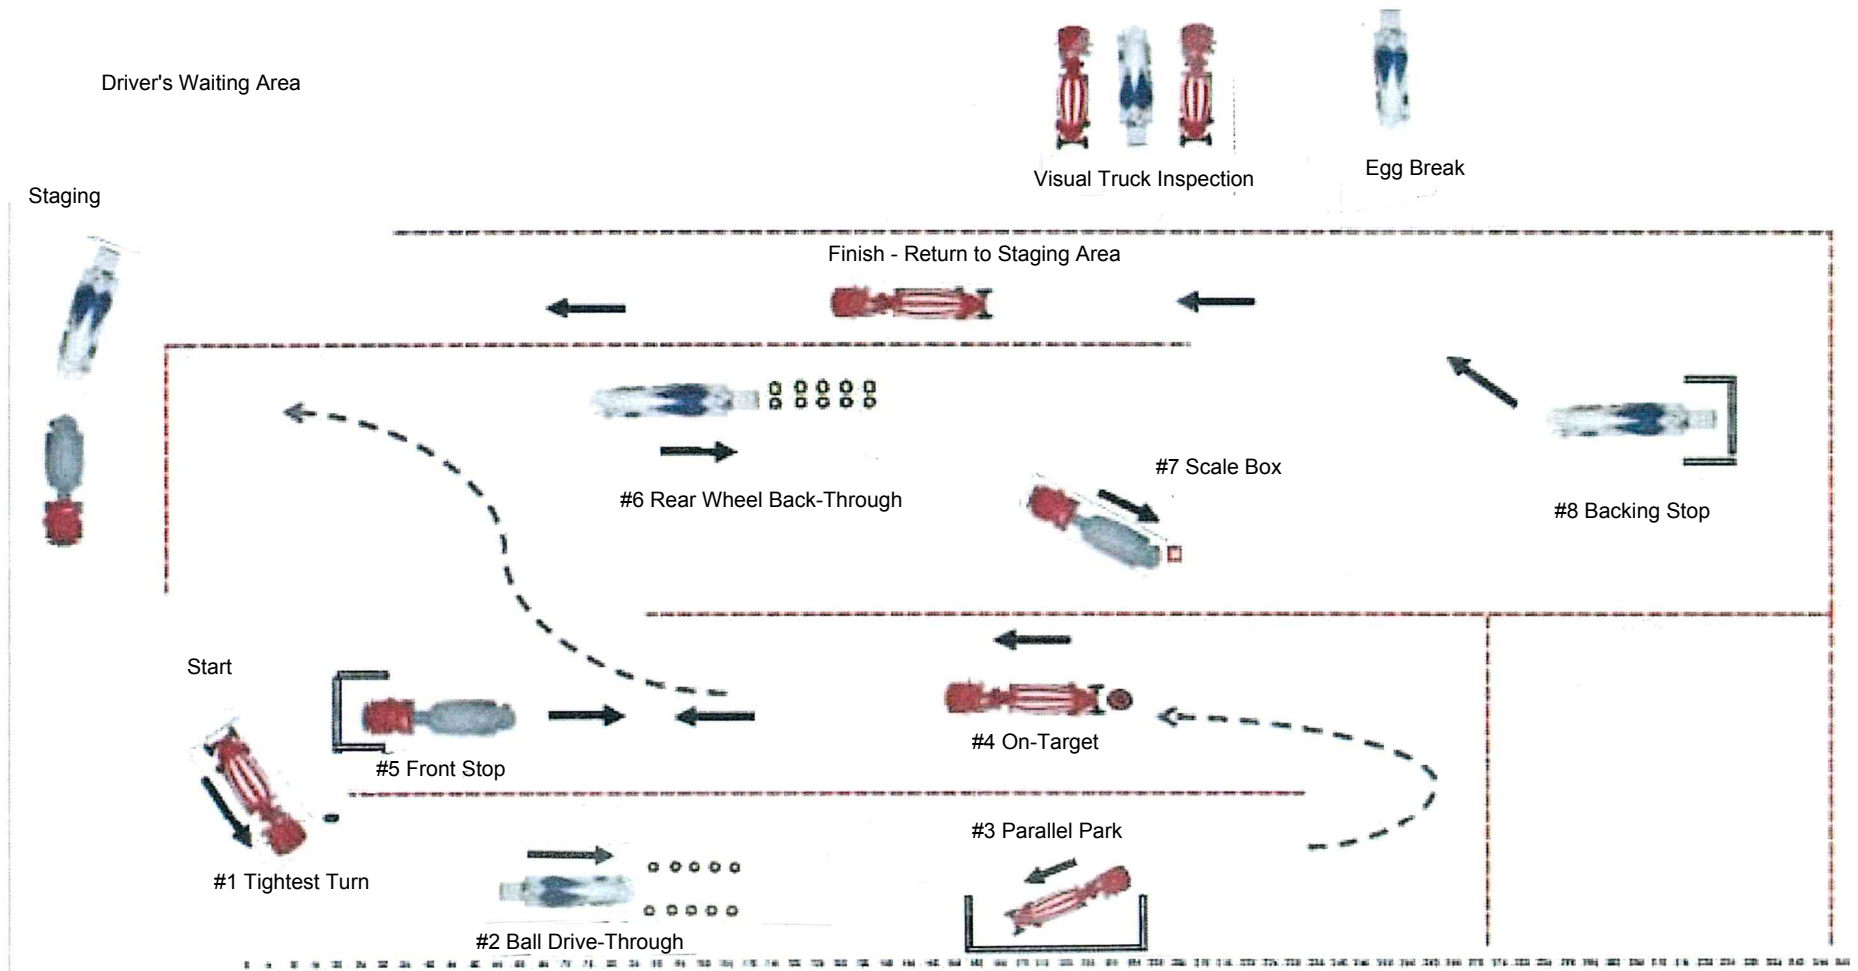 Driver's Waiting Area
Visual Truck Inspection
Egg Break
Staging
Finish - Return to Staging Area
#6 Rear Wheel Back-Through
#7 Scale Box
#8 Backing Stop
Start
#5 Front Stop
#4 On-Target
#3 Parallel Park
#1 Tightest Turn
#2 Ball Drive-Through